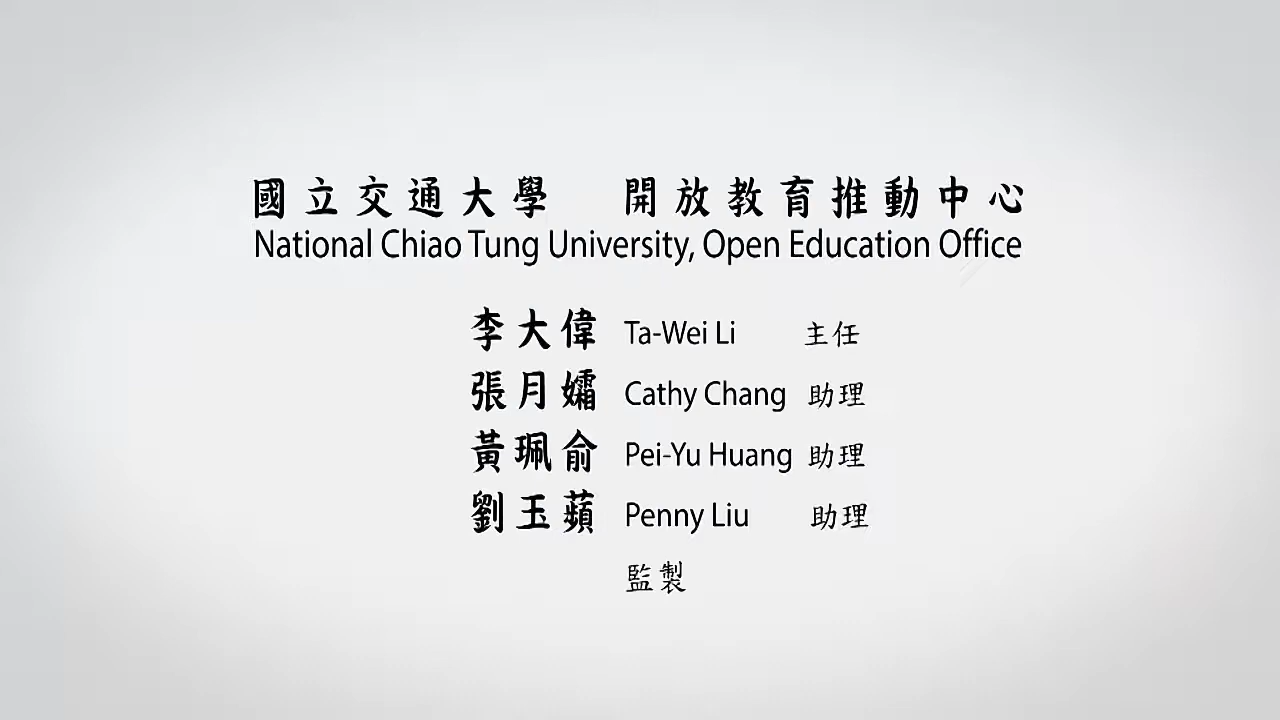 國立交通大學 開放教育推動中心
National Chiao Tung University, Open Education Office
李大偉 Ta-Wei Li 主任
張月孀 Cathy Chang 助理
黃珮俞 Pei-Yu Huang 助理
劉玉蘋 Penny Liu 助理
監製